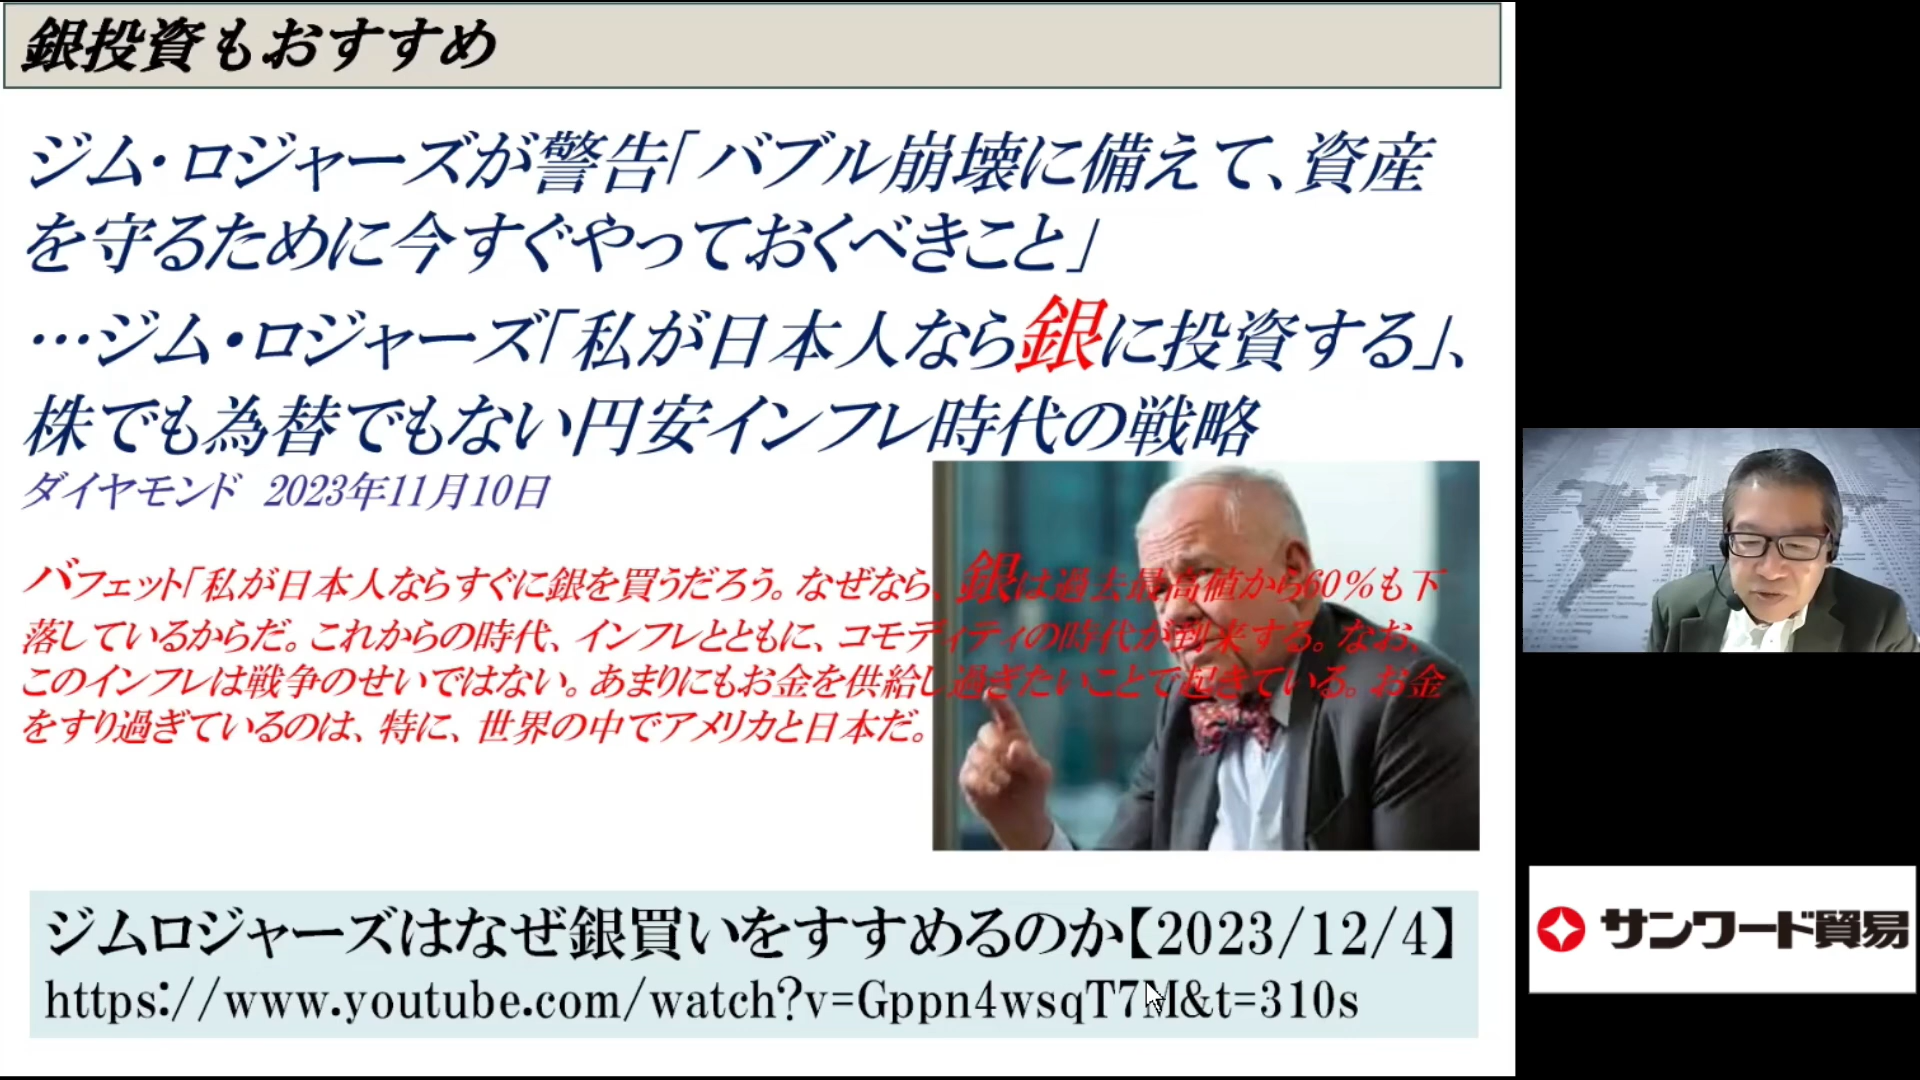 銀投資もおすすめ
ジム・ロジャーズが警告「バブル崩壊に備えて、資産
を守るために今すぐやっておくべきこと」
…ジム・ロジャーズ「私が日本人なら銀に投資する」、
株でも為替でもない円安インフレ時代の戦略
ダイヤモンド 2023年11月10日
バフェット「私が日本人ならすぐに銀を買うだろう。なぜなら、銀は過去最高値から60％も下
落しているからだ。これからの時代、インフレとともに、コモディティの時代が到来する。なお、
このインフレは戦争のせいではない。あまりにもお金を供給し過ぎたいことで起きている。お金
をすり過ぎているのは、特に、世界の中でアメリカと日本だ。
ジムロジャーズはなぜ銀買いをすすめるのか【2023/12/4】
https://www.youtube.com/watch?v=Gppn4wsqT7M&t=310s
サンワード貿易